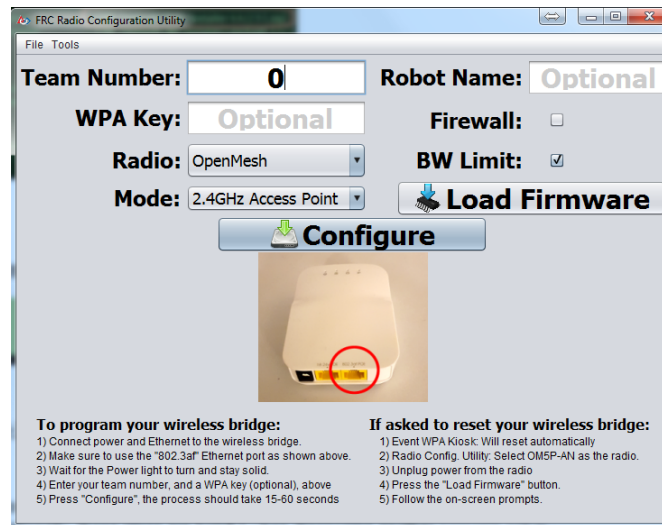 FRC Radio Configuration Utility
File Tools
Team Number: 0 Robot Name: Optional
WPA Key: Optional Firewall:
Radio: OpenMesh BW Limit:
Mode: 2.4GHz Access Point Load Firmware
Configure
To program your wireless bridge:
1) Connect power and Ethernet to the wireless bridge.
2) Make sure to use the "802.3af" Ethernet port as shown above.
3) Wait for the Power light to turn and stay solid.
4) Enter your team number, and a WPA key (optional), above
5) Press "Configure", the process should take 15-60 seconds
If asked to reset your wireless bridge:
1) Event WPA Kiosk: Will reset automatically
2) Radio Config. Utility: Select OM5P-AN as the radio.
3) Unplug power from the radio
4) Press the "Load Firmware" button.
5) Follow the on-screen prompts.